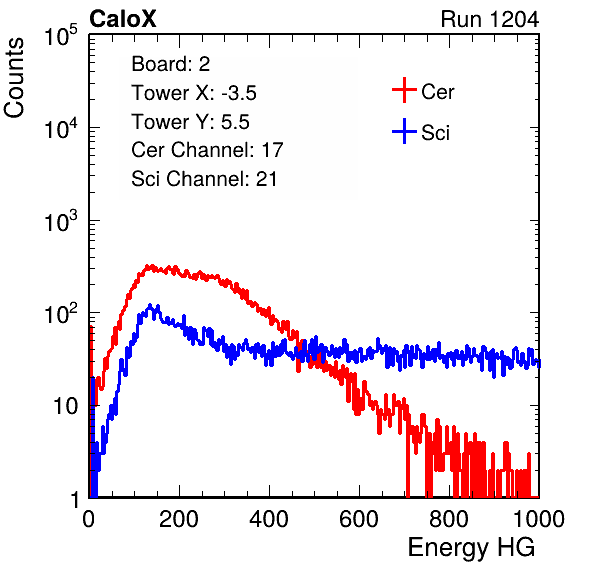 CaloX Run 1204
Counts
10^5
10^4
10^3
10^2
10
1
Board: 2
Tower X: -3.5
Tower Y: 5.5
Cer Channel: 17
Sci Channel: 21
Cer
Sci
0 200 400 600 800 1000
Energy HG